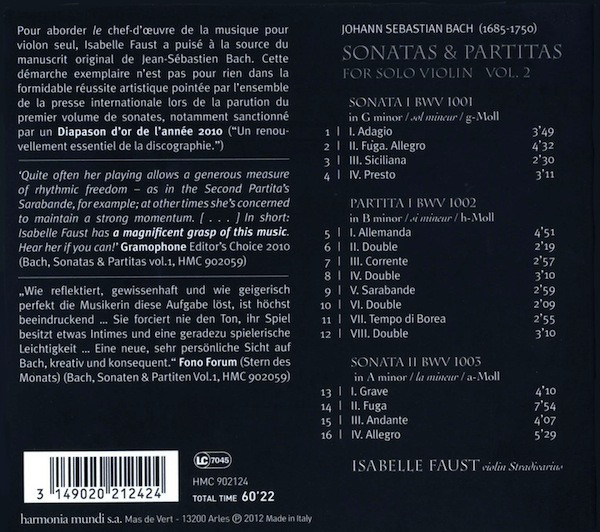 Pour aborder le chef-d'œuvre de la musique pour
violon seul, Isabelle Faust a puisé à la source du
manuscrit original de Jean-Sébastien Bach. Cette
démarche exemplaire n'est pas pour rien dans la
formidable réussite artistique pointée par l'ensemble
de la presse internationale lors de la parution du
premier volume de sonates, notamment sanctionné
par un Diapason d'or de l'année 2010 (“Un renou-
vellement essentiel de la discographie.”)
‘Quite often her playing allows a generous measure
of rhythmic freedom – as in the Second Partita's
Sarabande, for example; at other times she's concerned
to maintain a strong momentum. [ . . . ] In short:
Isabelle Faust has a magnificent grasp of this music.
Hear her if you can!’ Gramophone Editor's Choice 2010
(Bach, Sonatas & Partitas vol.1, HMC 902059)
„Wie reflektiert, gewissenhaft und wie geigerisch
perfekt die Musikerin diese Aufgabe löst, ist höchst
beeindruckend ... Sie forciert nie den Ton, ihr Spiel
besitzt etwas Intimes und eine geradezu spielerische
Leichtigkeit ... Eine neue, sehr persönliche Sicht auf
Bach, kreativ und konsequent.“ Fono Forum (Stern des
Monats) (Bach, Sonaten & Partiten Vol.1, HMC 902059)
3 149020 212424
LC 7045
HMC 902124
TOTAL TIME 60'22
harmonia mundi s.a. Mas de Vert - 13200 Arles ℗ 2012 Made in Italy
JOHANN SEBASTIAN BACH (1685-1750)
SONATAS & PARTITAS
FOR SOLO VIOLIN VOL. 2
SONATA I BWV 1001
in G minor / sol mineur / g-Moll
1 | I. Adagio 3'49
2 | II. Fuga. Allegro 4'32
3 | III. Siciliana 2'30
4 | IV. Presto 3'11
PARTITA I BWV 1002
in B minor / si mineur / h-Moll
5 | I. Allemanda 4'51
6 | II. Double 2'19
7 | III. Corrente 2'57
8 | IV. Double 3'10
9 | V. Sarabande 2'59
10 | VI. Double 2'09
11 | VII. Tempo di Borea 2'55
12 | VIII. Double 3'10
SONATA II BWV 1003
in A minor / la mineur / a-Moll
13 | I. Grave 4'10
14 | II. Fuga 7'54
15 | III. Andante 4'07
16 | IV. Allegro 5'29
ISABELLE FAUST violin Stradivarius